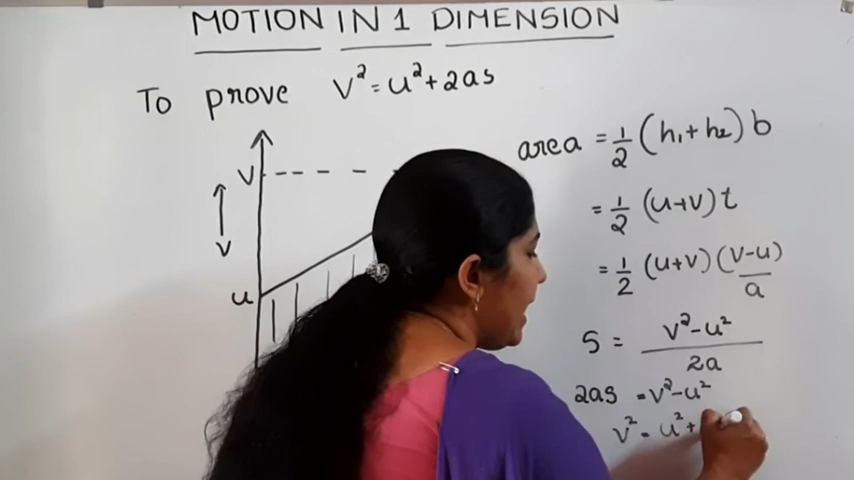 MOTION IN 1 DIMENSION
To prove v² = u² + 2as
area = 1/2 (h₁ + h₂) b
= 1/2 (u+v) t
= 1/2 (u+v) (v-u)/a
S = v² - u² / 2a
2as = v² - u²
v² = u² +
v
v
u